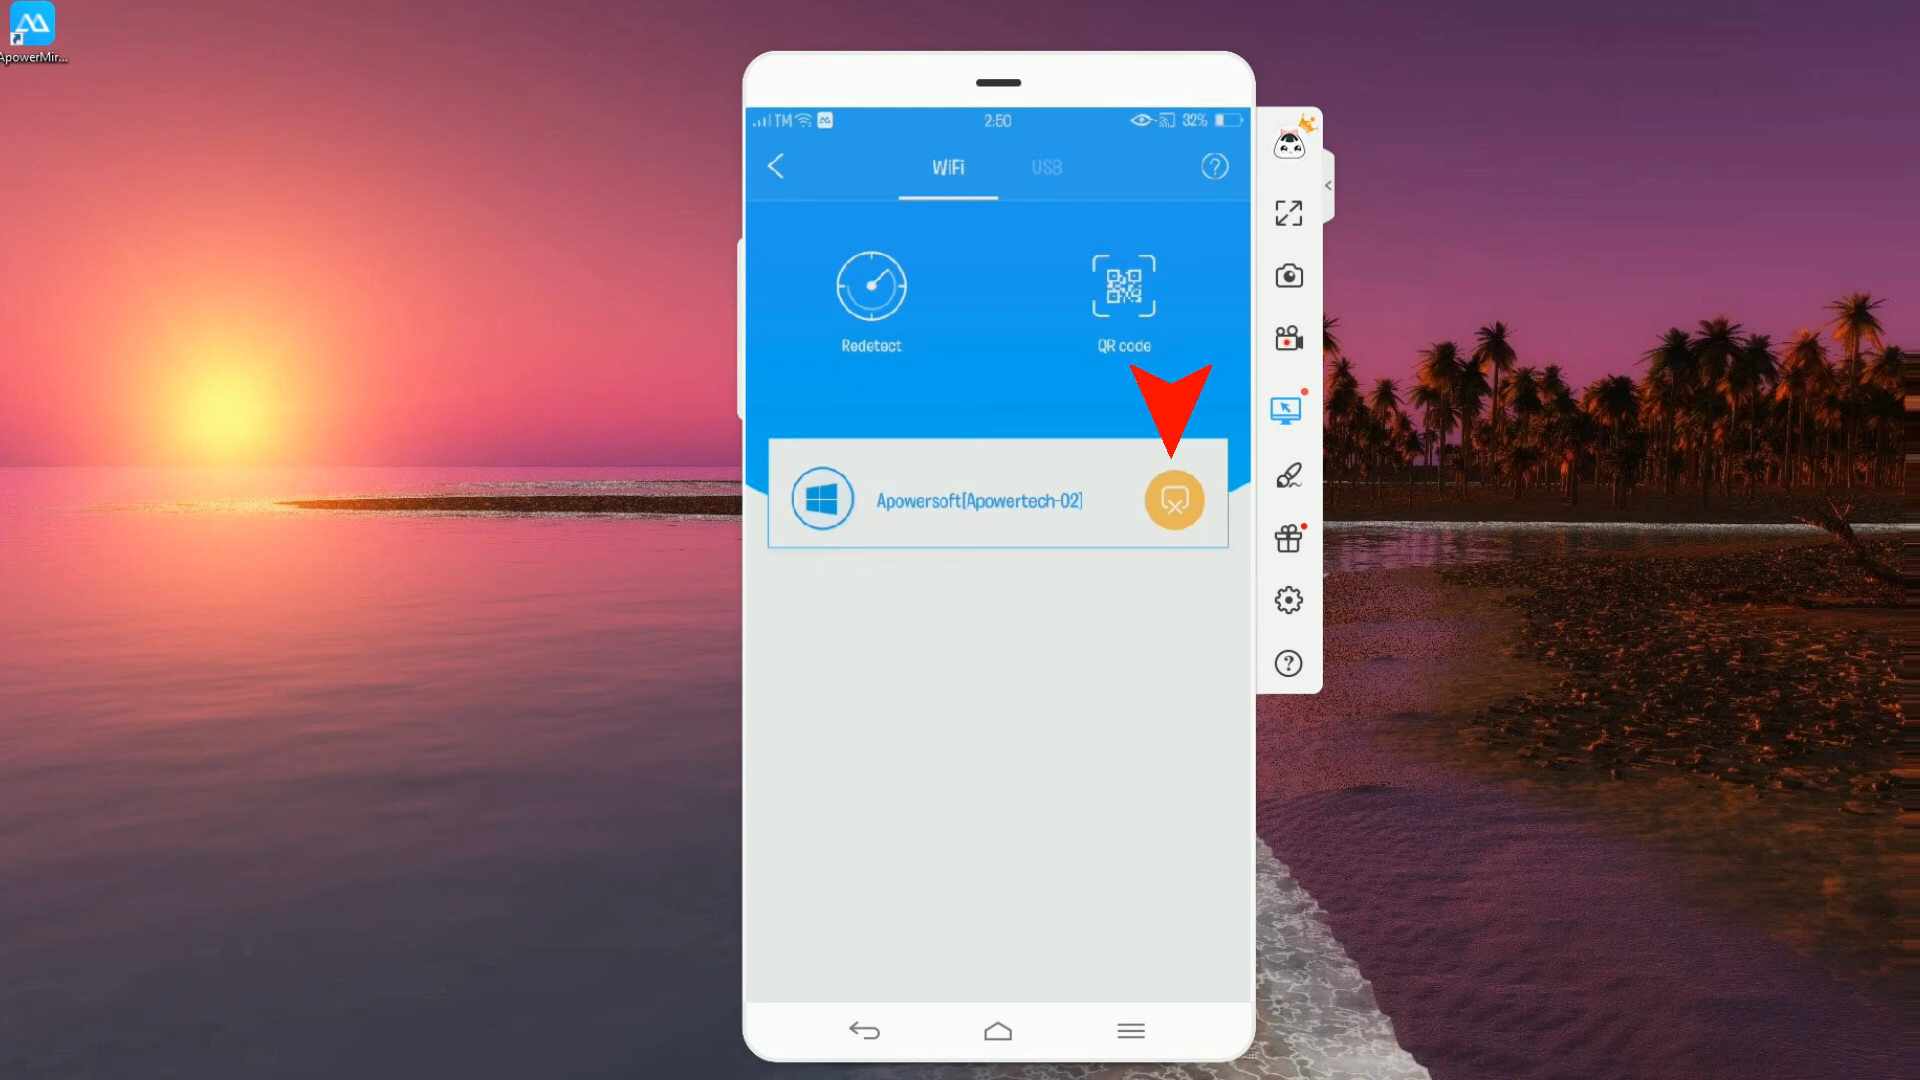 ApowerMir...
TM
2:50
32%
WiFi
USB
Redetect
QR code
Apowersoft[Apowertech-02]